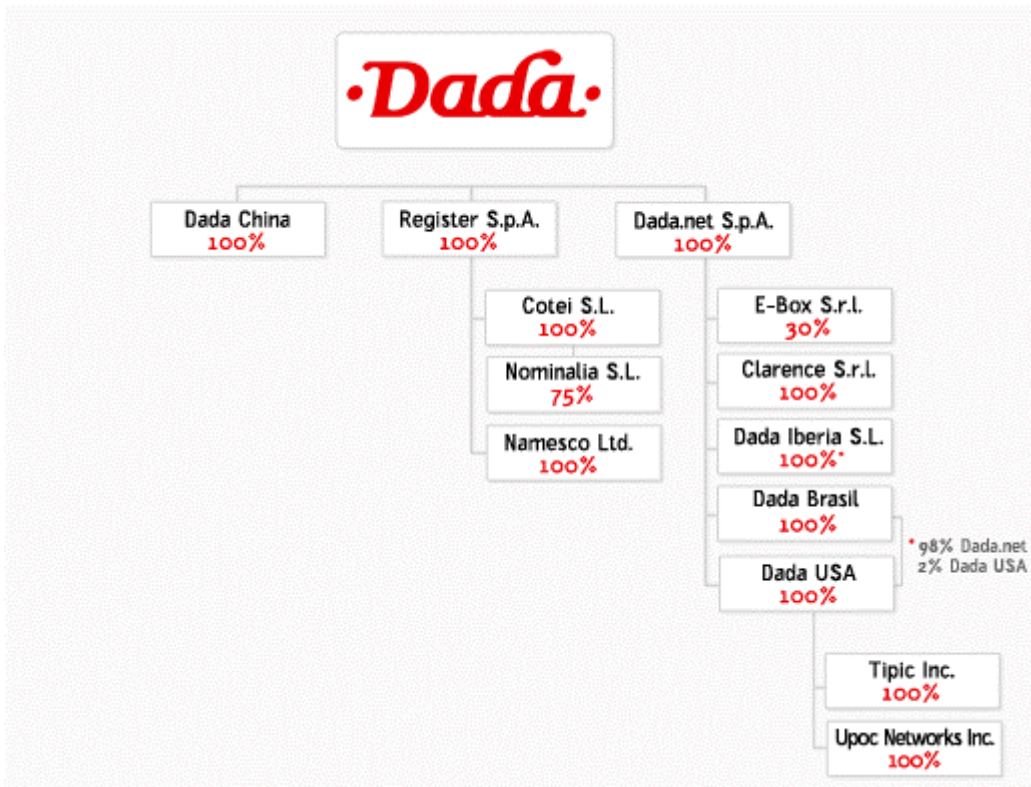 ·Dada·
Dada China
100%
Register S.p.A.
100%
Dada.net S.p.A.
100%
Cotei S.L.
100%
Nominalia S.L.
75%
Namesco Ltd.
100%
E-Box S.r.l.
30%
Clarence S.r.l.
100%
Dada Iberia S.L.
100%*
Dada Brasil
100%
Dada USA
100%
* 98% Dada.net
2% Dada USA
Tipic Inc.
100%
Upoc Networks Inc.
100%